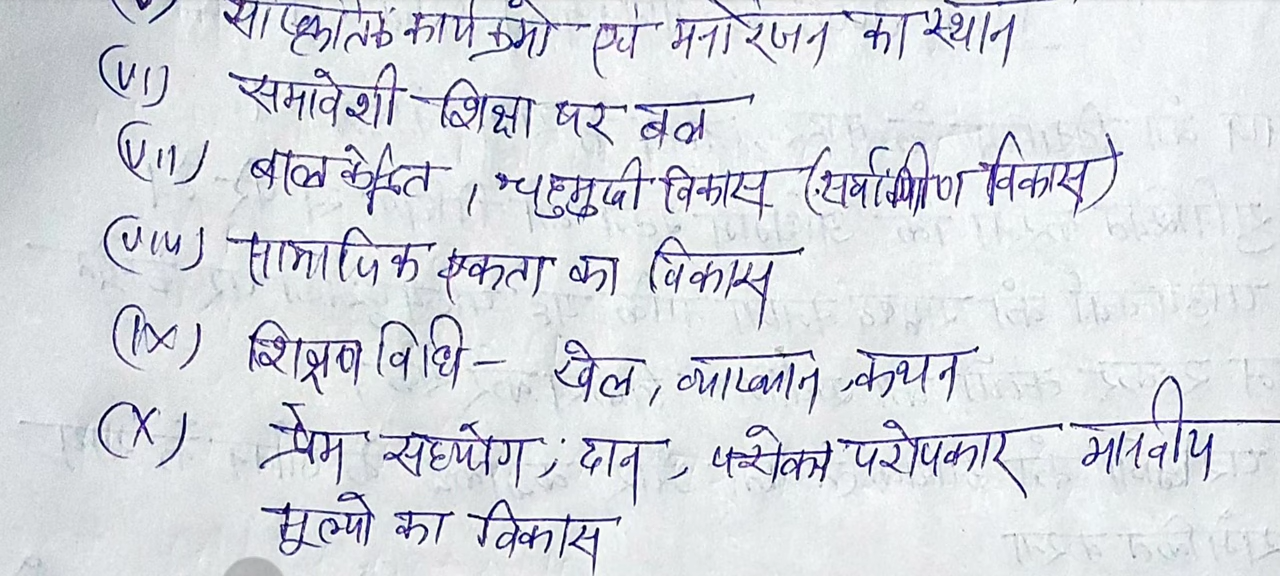 (v) सांस्कृतिक कार्यक्रमो एवं मनोरंजन का स्थान
(vi) समावेशी शिक्षा पर बल
(vii) बाल केंद्रित , चहुमुखी विकास (सर्वांगीण विकास)
(viii) सामाजिक एकता का विकास
(ix) शिक्षण विधि – खेल, व्याख्यान, कथन
(x) प्रेम सहयोग, दान, परोपकार मानवीय
मूल्यो का विकास